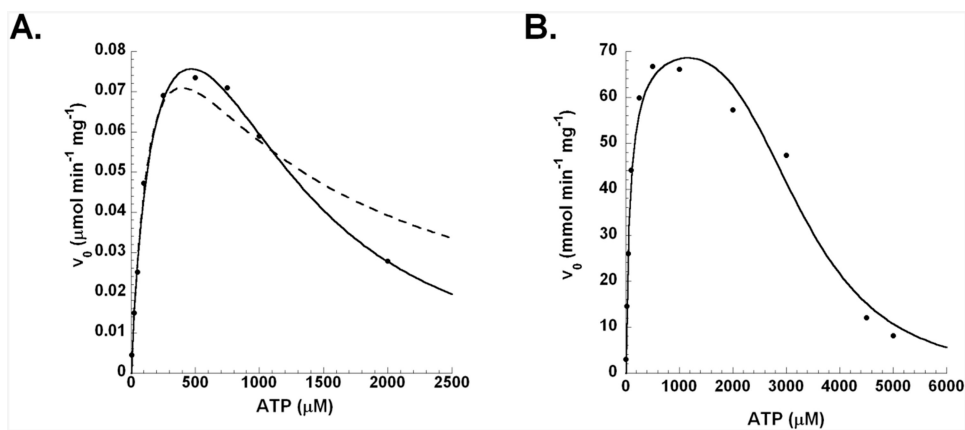 A.
0.08
0.07
0.06
0.05
0.04
0.03
0.02
0.01
0
v₀ (μmol min⁻¹ mg⁻¹)
0 500 1000 1500 2000 2500
ATP (μM)
B.
70
60
50
40
30
20
10
0
v₀ (mmol min⁻¹ mg⁻¹)
0 1000 2000 3000 4000 5000 6000
ATP (μM)